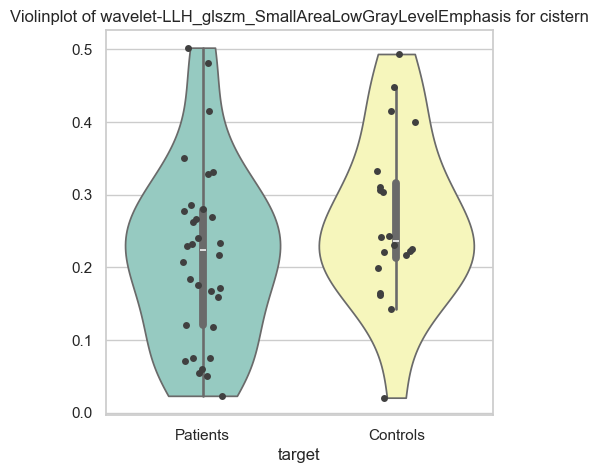 Violinplot of wavelet-LLH_glszm_SmallAreaLowGrayLevelEmphasis for cistern
0.5
0.4
0.3
0.2
0.1
0.0
Patients Controls
target